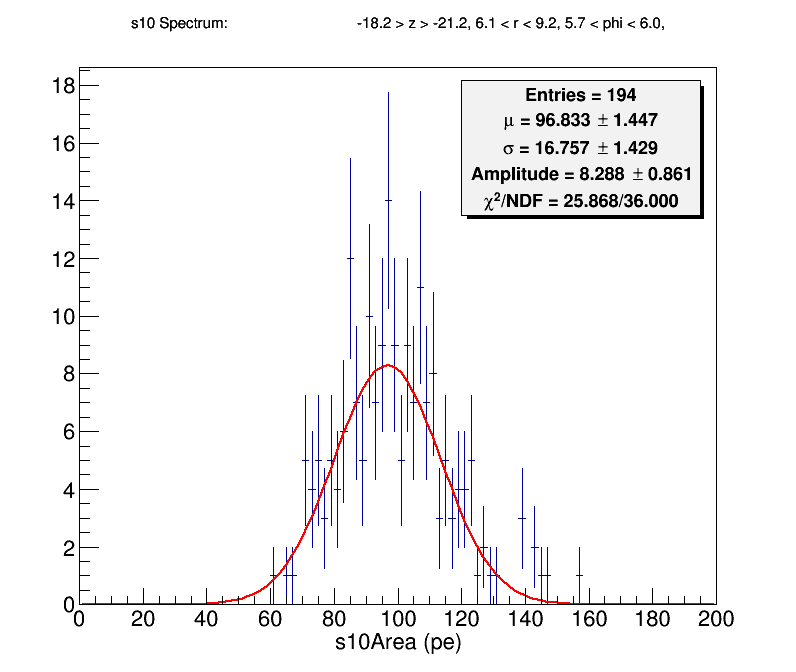 s10 Spectrum: -18.2 > z > -21.2, 6.1 < r < 9.2, 5.7 < phi < 6.0,
Entries = 194
μ = 96.833 ± 1.447
σ = 16.757 ± 1.429
Amplitude = 8.288 ± 0.861
χ²/NDF = 25.868/36.000
18
16
14
12
10
8
6
4
2
0
0 20 40 60 80 100 120 140 160 180 200
s10Area (pe)